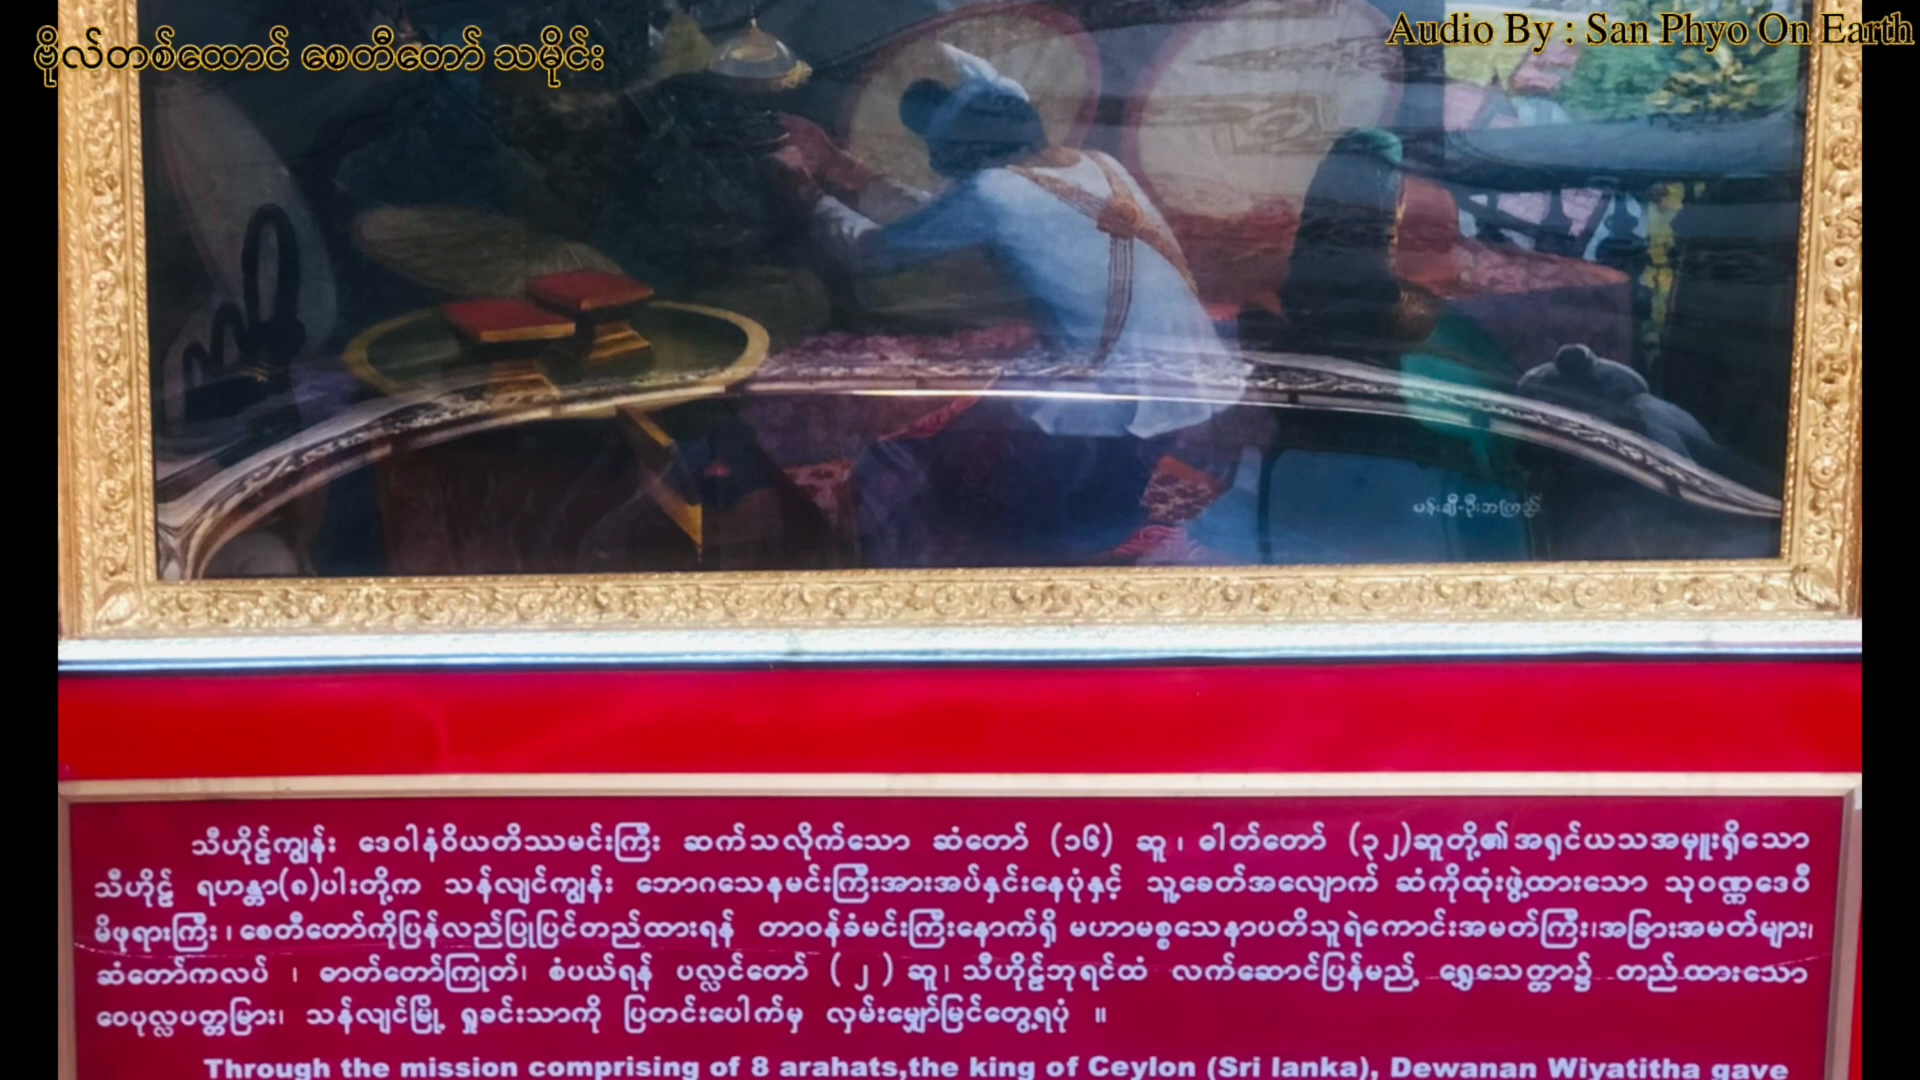 ဗိုလ်တစ်ထောင် စေတီတော် သမိုင်း
Audio By : San Phyo On Earth
ပန်းချီ-ဦးဘကြည်
သီဟိုဠ်ကျွန်း ဒေဝါနံဝိယတိဿမင်းကြီး ဆက်သလိုက်သော ဆံတော် (၁၆) ဆူ ၊ ဓါတ်တော် (၃၂)ဆူတို့၏ အရှင်ယသအမှူးရှိသော
သီဟိုဠ် ရဟန္တာ(၈)ပါးတို့က သန်လျင်ကျွန်း ဘောဂသေနမင်းကြီးအားအပ်နှင်းနေပုံနှင့် သူ့ခေတ်အလျောက် ဆံကိုထုံးဖွဲ့ထားသော သုဝဏ္ဏဒေဝီ
မိဖုရားကြီး ၊ စေတီတော်ကိုပြန်လည်ပြုပြင်တည်ထားရန် တာဝန်ခံမင်းကြီးနောက်ရှိ မဟာမစ္စသေနာပတိသူရဲကောင်းအမတ်ကြီး၊အခြားအမတ်များ၊
ဆံတော်ကလပ် ၊ ဓာတ်တော်ကြုတ်၊ စံပယ်ရန် ပလ္လင်တော် ( ၂ ) ဆူ၊ သီဟိုဠ်ဘုရင်ထံ လက်ဆောင်ပြန်မည့် ရွှေသေတ္တာ၌ တည်ထားသော
ဝေပုလ္လပတ္တမြား၊ သန်လျင်မြို့ ရှုခင်းသာကို ပြတင်းပေါက်မှ လှမ်းမျှော်မြင်တွေ့ရပုံ ။
Through the mission comprising of 8 arahats,the king of Ceylon (Sri lanka), Dewanan Wiyatitha gave